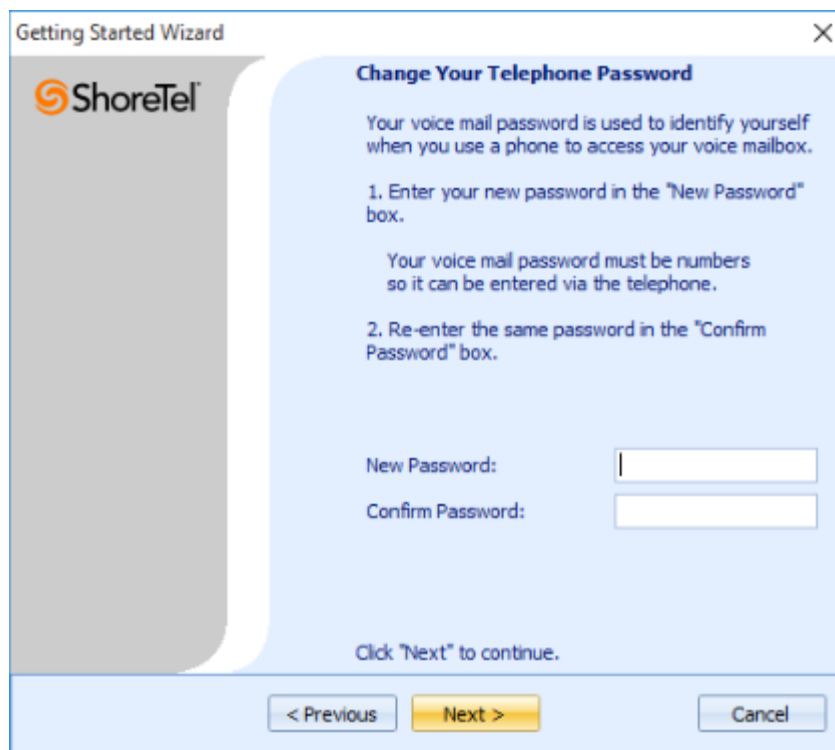 Getting Started Wizard
ShoreTel
Change Your Telephone Password
Your voice mail password is used to identify yourself
when you use a phone to access your voice mailbox.
1. Enter your new password in the "New Password"
box.
Your voice mail password must be numbers
so it can be entered via the telephone.
2. Re-enter the same password in the "Confirm
Password" box.
New Password:
Confirm Password:
Click "Next" to continue.
< Previous
Next >
Cancel